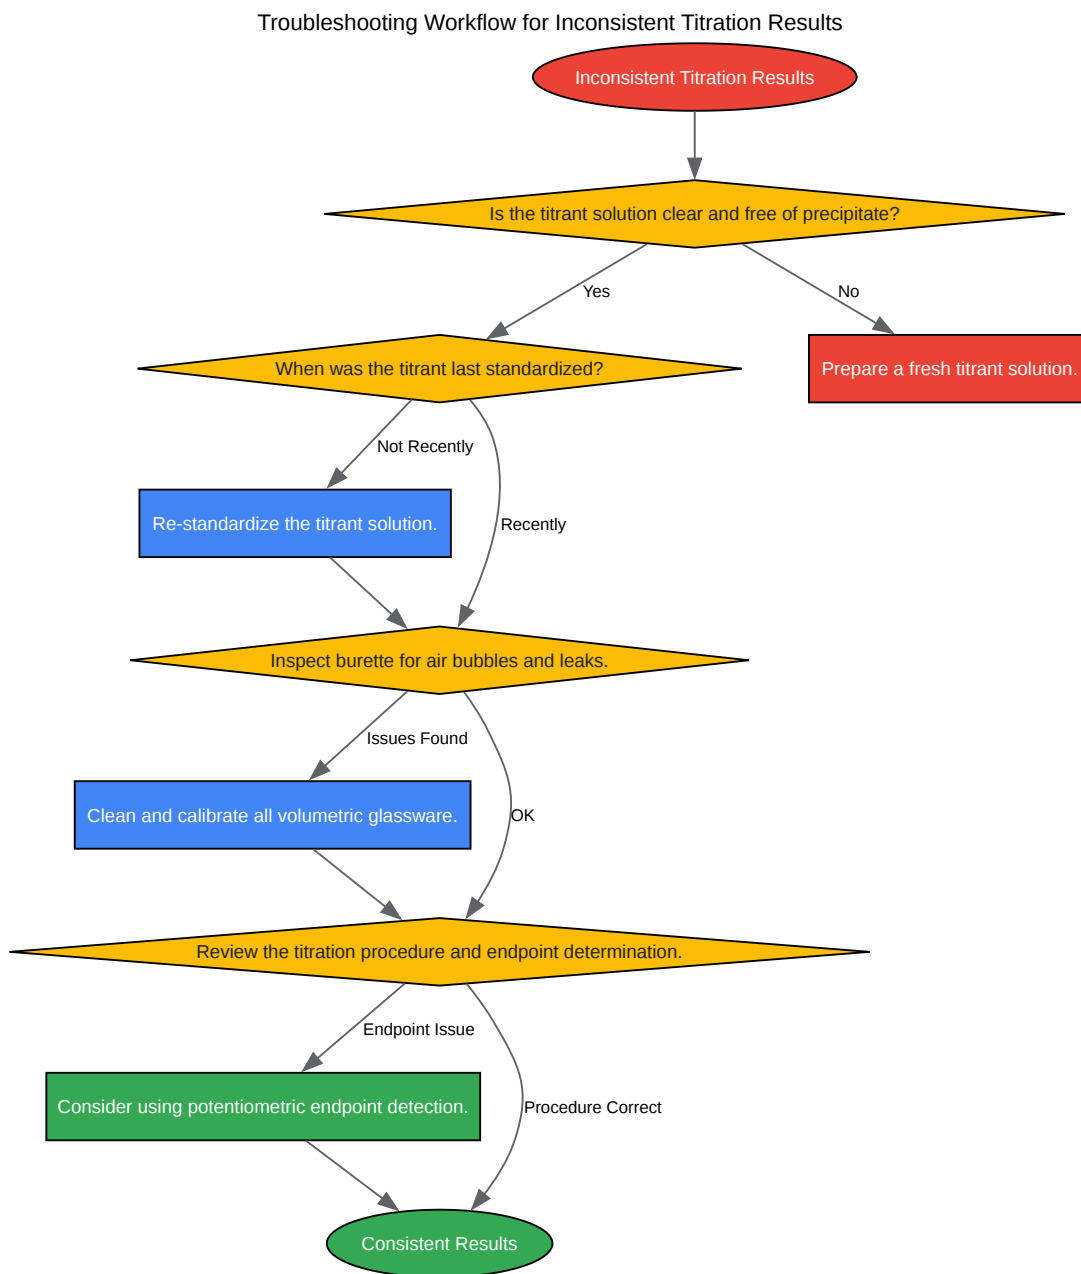 Troubleshooting Workflow for Inconsistent Titration Results
Inconsistent Titration Results
Is the titrant solution clear and free of precipitate?
Yes
No
When was the titrant last standardized?
Prepare a fresh titrant solution.
Not Recently
Re-standardize the titrant solution.
Recently
Inspect burette for air bubbles and leaks.
Issues Found
Clean and calibrate all volumetric glassware.
OK
Review the titration procedure and endpoint determination.
Endpoint Issue
Consider using potentiometric endpoint detection.
Procedure Correct
Consistent Results